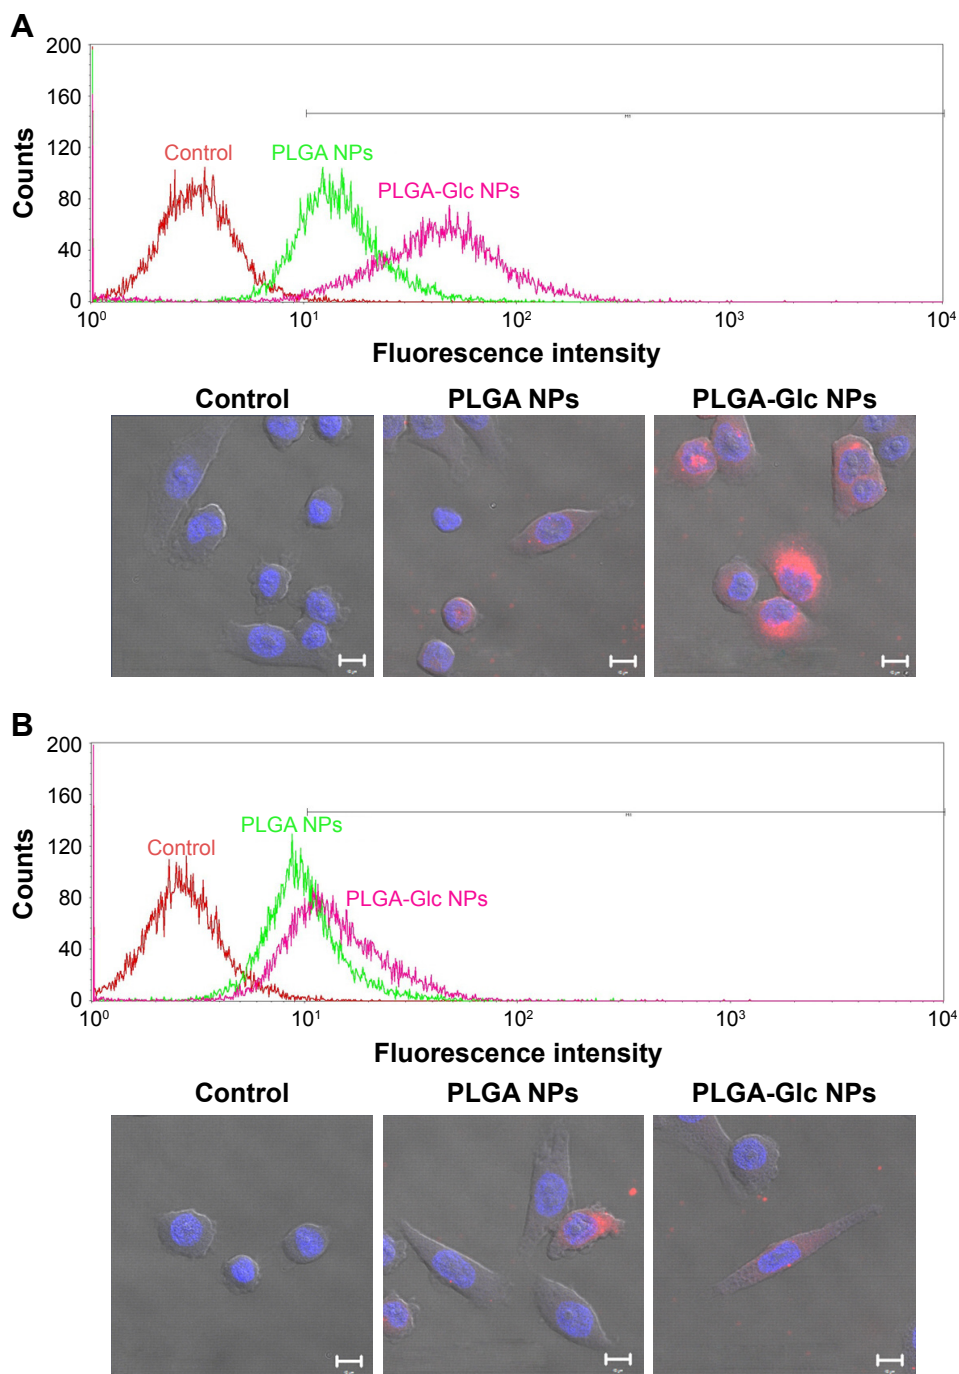 A
200
160
120
80
40
0
Counts
Control
PLGA NPs
PLGA-Glc NPs
10⁰ 10¹ 10² 10³ 10⁴
Fluorescence intensity
Control PLGA NPs PLGA-Glc NPs
B
200
160
120
80
40
0
Counts
Control
PLGA NPs
PLGA-Glc NPs
10⁰ 10¹ 10² 10³ 10⁴
Fluorescence intensity
Control PLGA NPs PLGA-Glc NPs